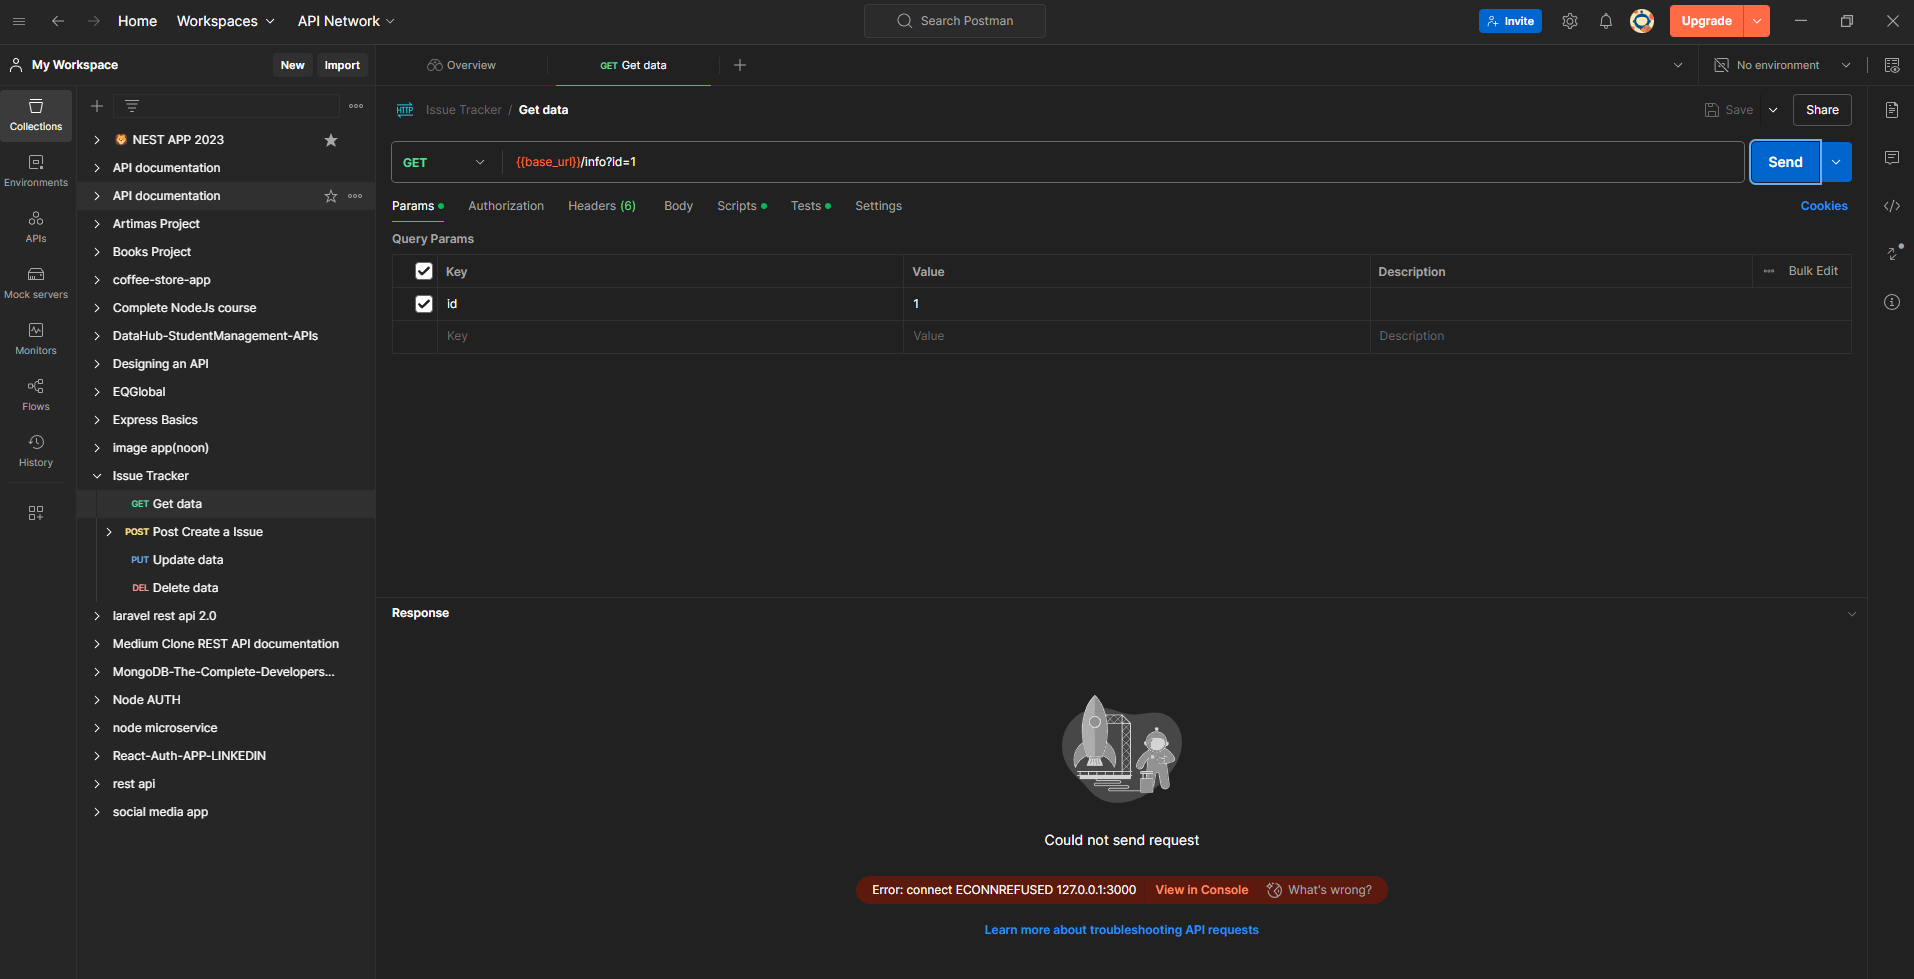 Home
Workspaces
API Network
Search Postman
Invite
Upgrade
My Workspace
New
Import
Overview
GET Get data
No environment
Collections
Environments
APIs
Mock servers
Monitors
Flows
History
NEST APP 2023
API documentation
API documentation
Artimas Project
Books Project
coffee-store-app
Complete NodeJs course
DataHub-StudentManagement-APIs
Designing an API
EQGlobal
Express Basics
image app(noon)
Issue Tracker
GET Get data
POST Post Create a Issue
PUT Update data
DEL Delete data
laravel rest api 2.0
Medium Clone REST API documentation
MongoDB-The-Complete-Developers...
Node AUTH
node microservice
React-Auth-APP-LINKEDIN
rest api
social media app
HTTP Issue Tracker / Get data
Save
Share
GET
{{base_url}}/info?id=1
Send
Params
Authorization
Headers (6)
Body
Scripts
Tests
Settings
Cookies
Query Params
Key
Value
Description
Bulk Edit
id
1
Key
Value
Description
Response
Could not send request
Error: connect ECONNREFUSED 127.0.0.1:3000
View in Console
What's wrong?
Learn more about troubleshooting API requests